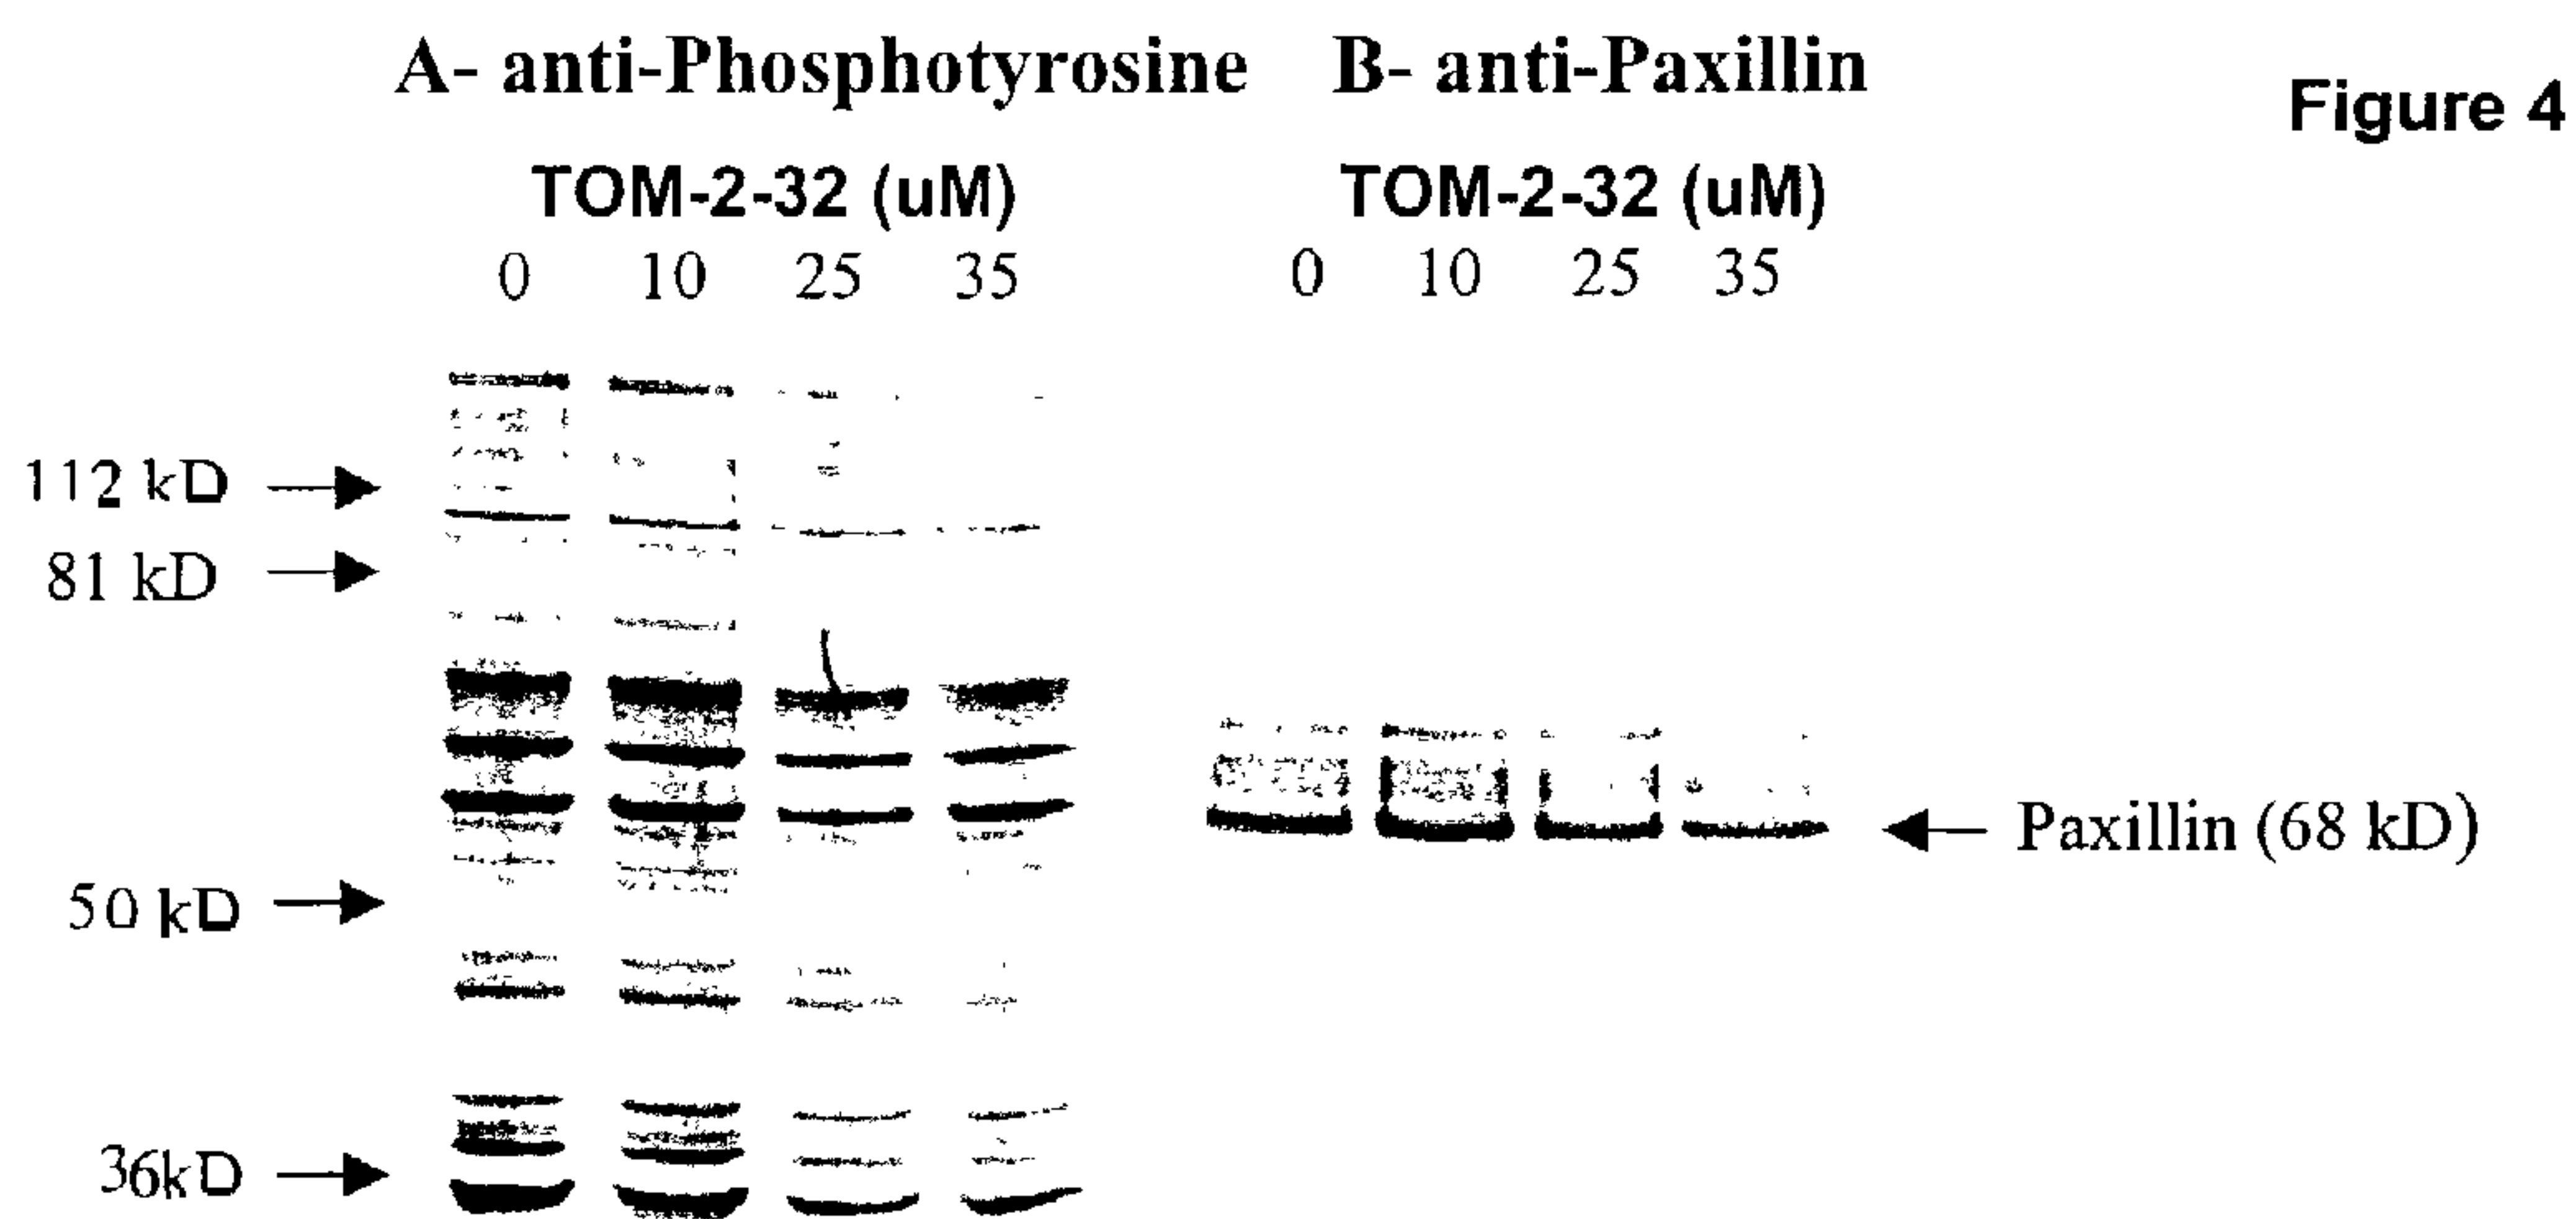 A- anti-Phosphotyrosine B- anti-Paxillin
Figure 4
TOM-2-32 (uM) TOM-2-32 (uM)
0 10 25 35 0 10 25 35
112 kD
81 kD
Paxillin (68 kD)
50 kD
36kD